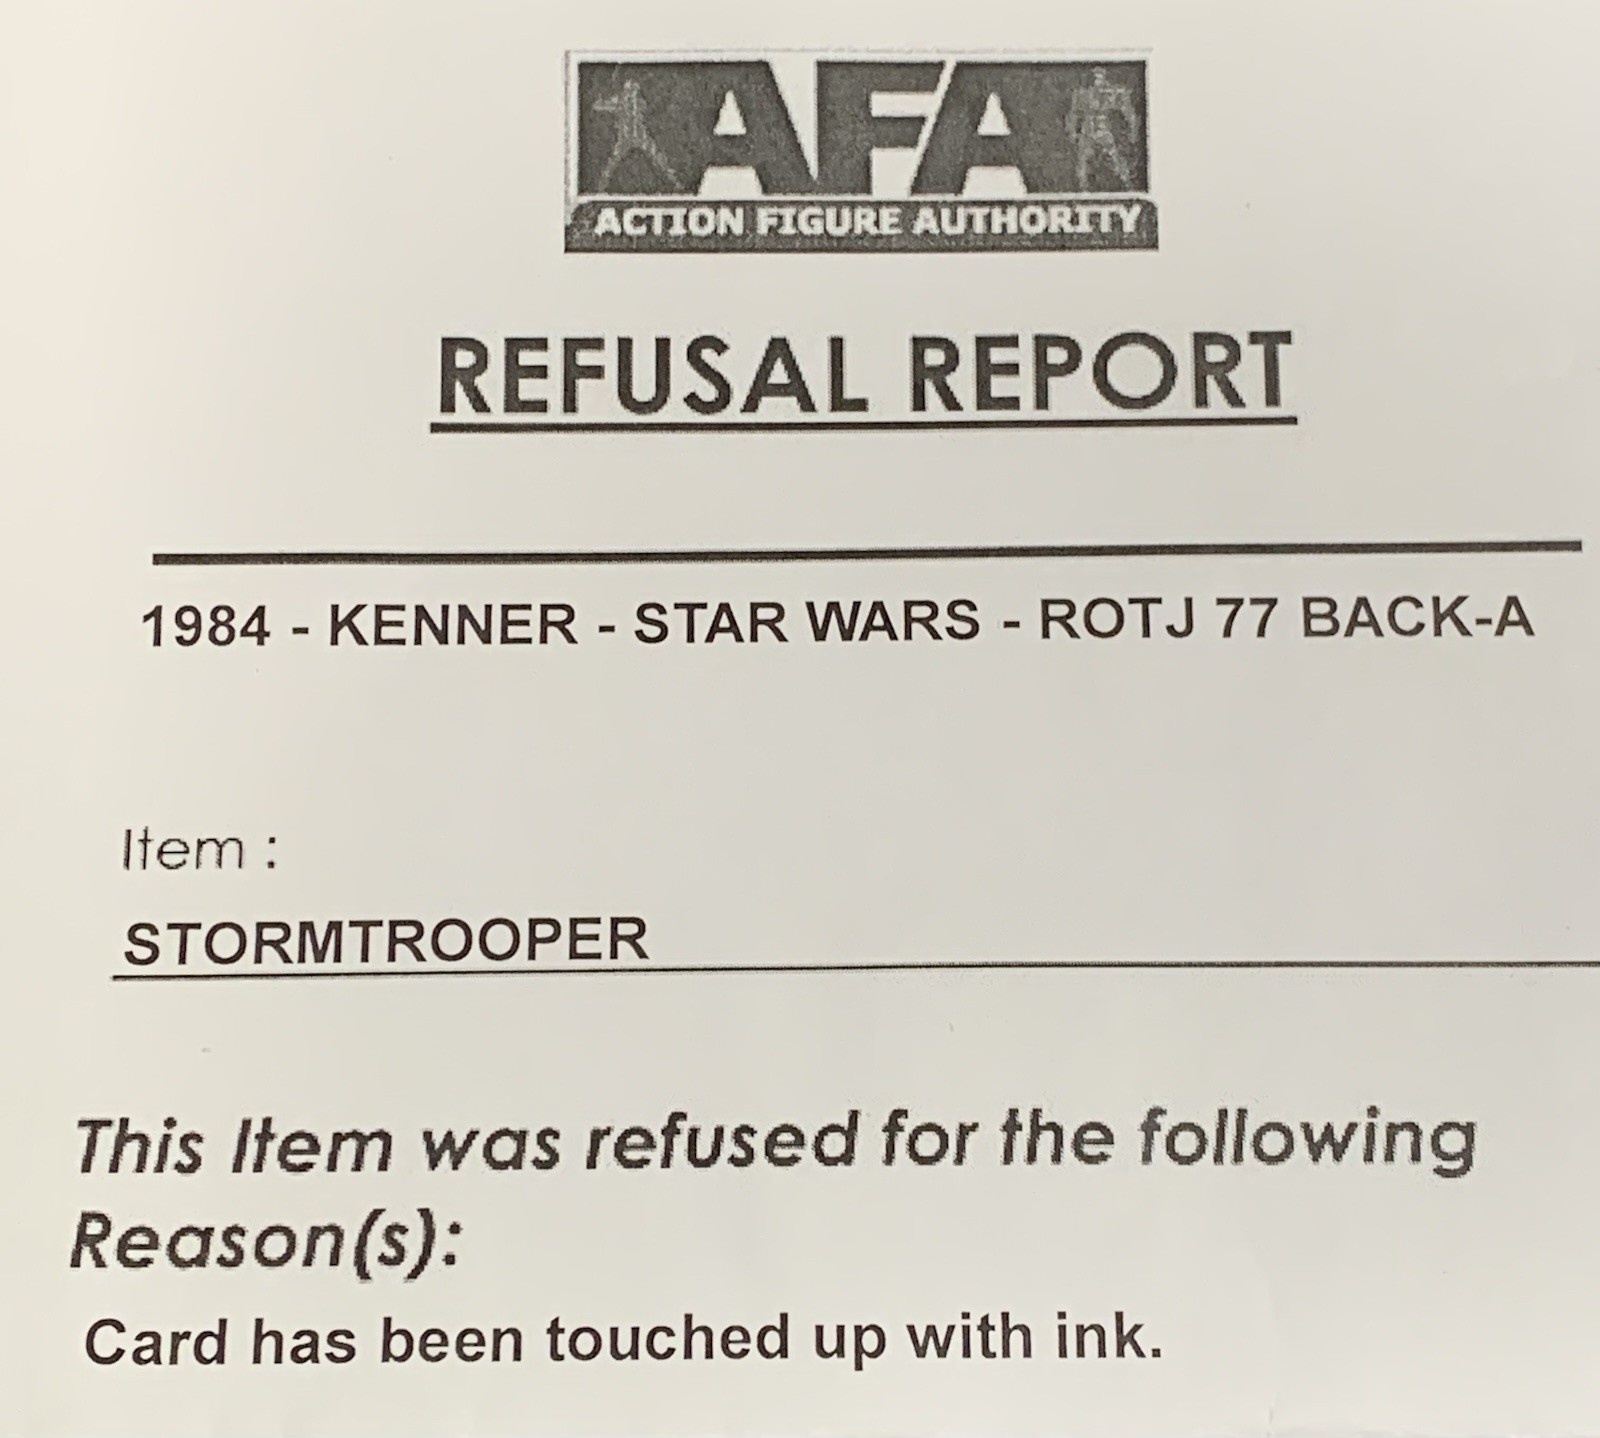 AFA
ACTION FIGURE AUTHORITY
REFUSAL REPORT
1984 - KENNER - STAR WARS - ROTJ 77 BACK-A
Item :
STORMTROOPER
This Item was refused for the following
Reason(s):
Card has been touched up with ink.